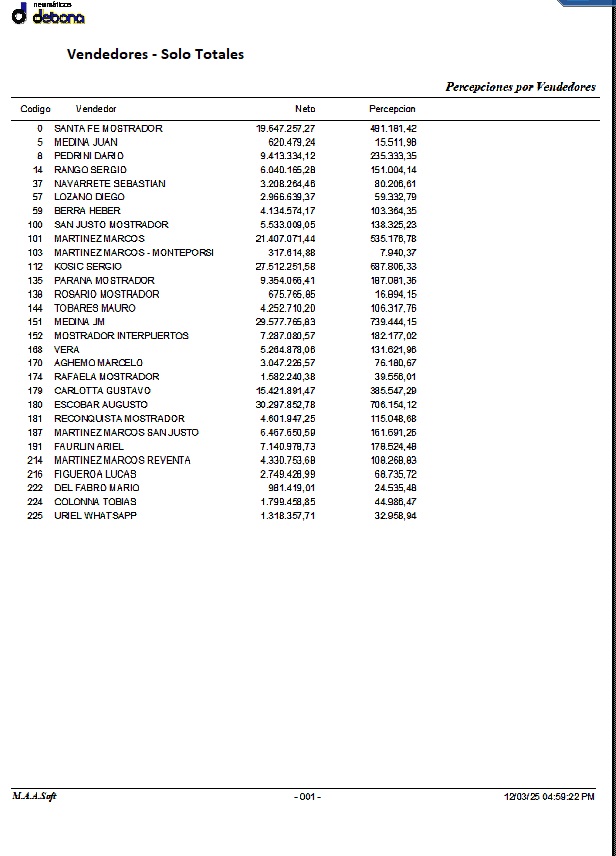 neumáticos
debona
Vendedores - Solo Totales
Percepciones por Vendedores
Codigo Vendedor Neto Percepcion
0 SANTA FE MOSTRADOR 19.647.257,27 491.181,42
5 MEDINA JUAN 620.479,24 15.511,98
8 PEDRINI DARIO 9.413.334,12 235.333,35
14 RANGO SERGIO 6.040.165,28 151.004,14
37 NAVARRETE SEBASTIAN 3.208.264,46 80.206,61
57 LOZANO DIEGO 2.966.639,37 59.332,79
59 BERRA HEBER 4.134.574,17 103.364,35
100 SAN JUSTO MOSTRADOR 5.533.009,05 138.325,23
101 MARTINEZ MARCOS 21.407.071,44 535.176,78
103 MARTINEZ MARCOS - MONTEPORSI 317.614,88 7.940,37
112 KOSIC SERGIO 27.512.251,58 687.806,33
135 PARANA MOSTRADOR 9.354.066,41 187.081,36
138 ROSARIO MOSTRADOR 675.765,85 16.894,15
144 TOBARES MAURO 4.252.710,20 106.317,76
151 MEDINA JM 29.577.765,83 739.444,15
152 MOSTRADOR INTERPUERTOS 7.287.080,57 182.177,02
168 VERA 5.264.878,06 131.621,96
170 AGHEMO MARCELO 3.047.226,57 76.180,67
174 RAFAELA MOSTRADOR 1.582.240,38 39.556,01
179 CARLOTTA GUSTAVO 15.421.891,47 385.547,29
180 ESCOBAR AUGUSTO 30.297.852,78 706.154,12
181 RECONQUISTA MOSTRADOR 4.601.947,25 115.048,68
187 MARTINEZ MARCOS SAN JUSTO 6.467.650,59 161.691,26
191 FAURLIN ARIEL 7.140.978,73 178.524,48
214 MARTINEZ MARCOS REVENTA 4.330.753,68 108.268,83
216 FIGUEROA LUCAS 2.749.428,99 68.735,72
222 DEL FABRO MARIO 981.419,01 24.535,48
224 COLONNA TOBIAS 1.799.458,85 44.986,47
225 URIEL WHATSAPP 1.318.357,71 32.958,94
M.A.A.Soft - 001 - 12/03/25 04:59:22 PM